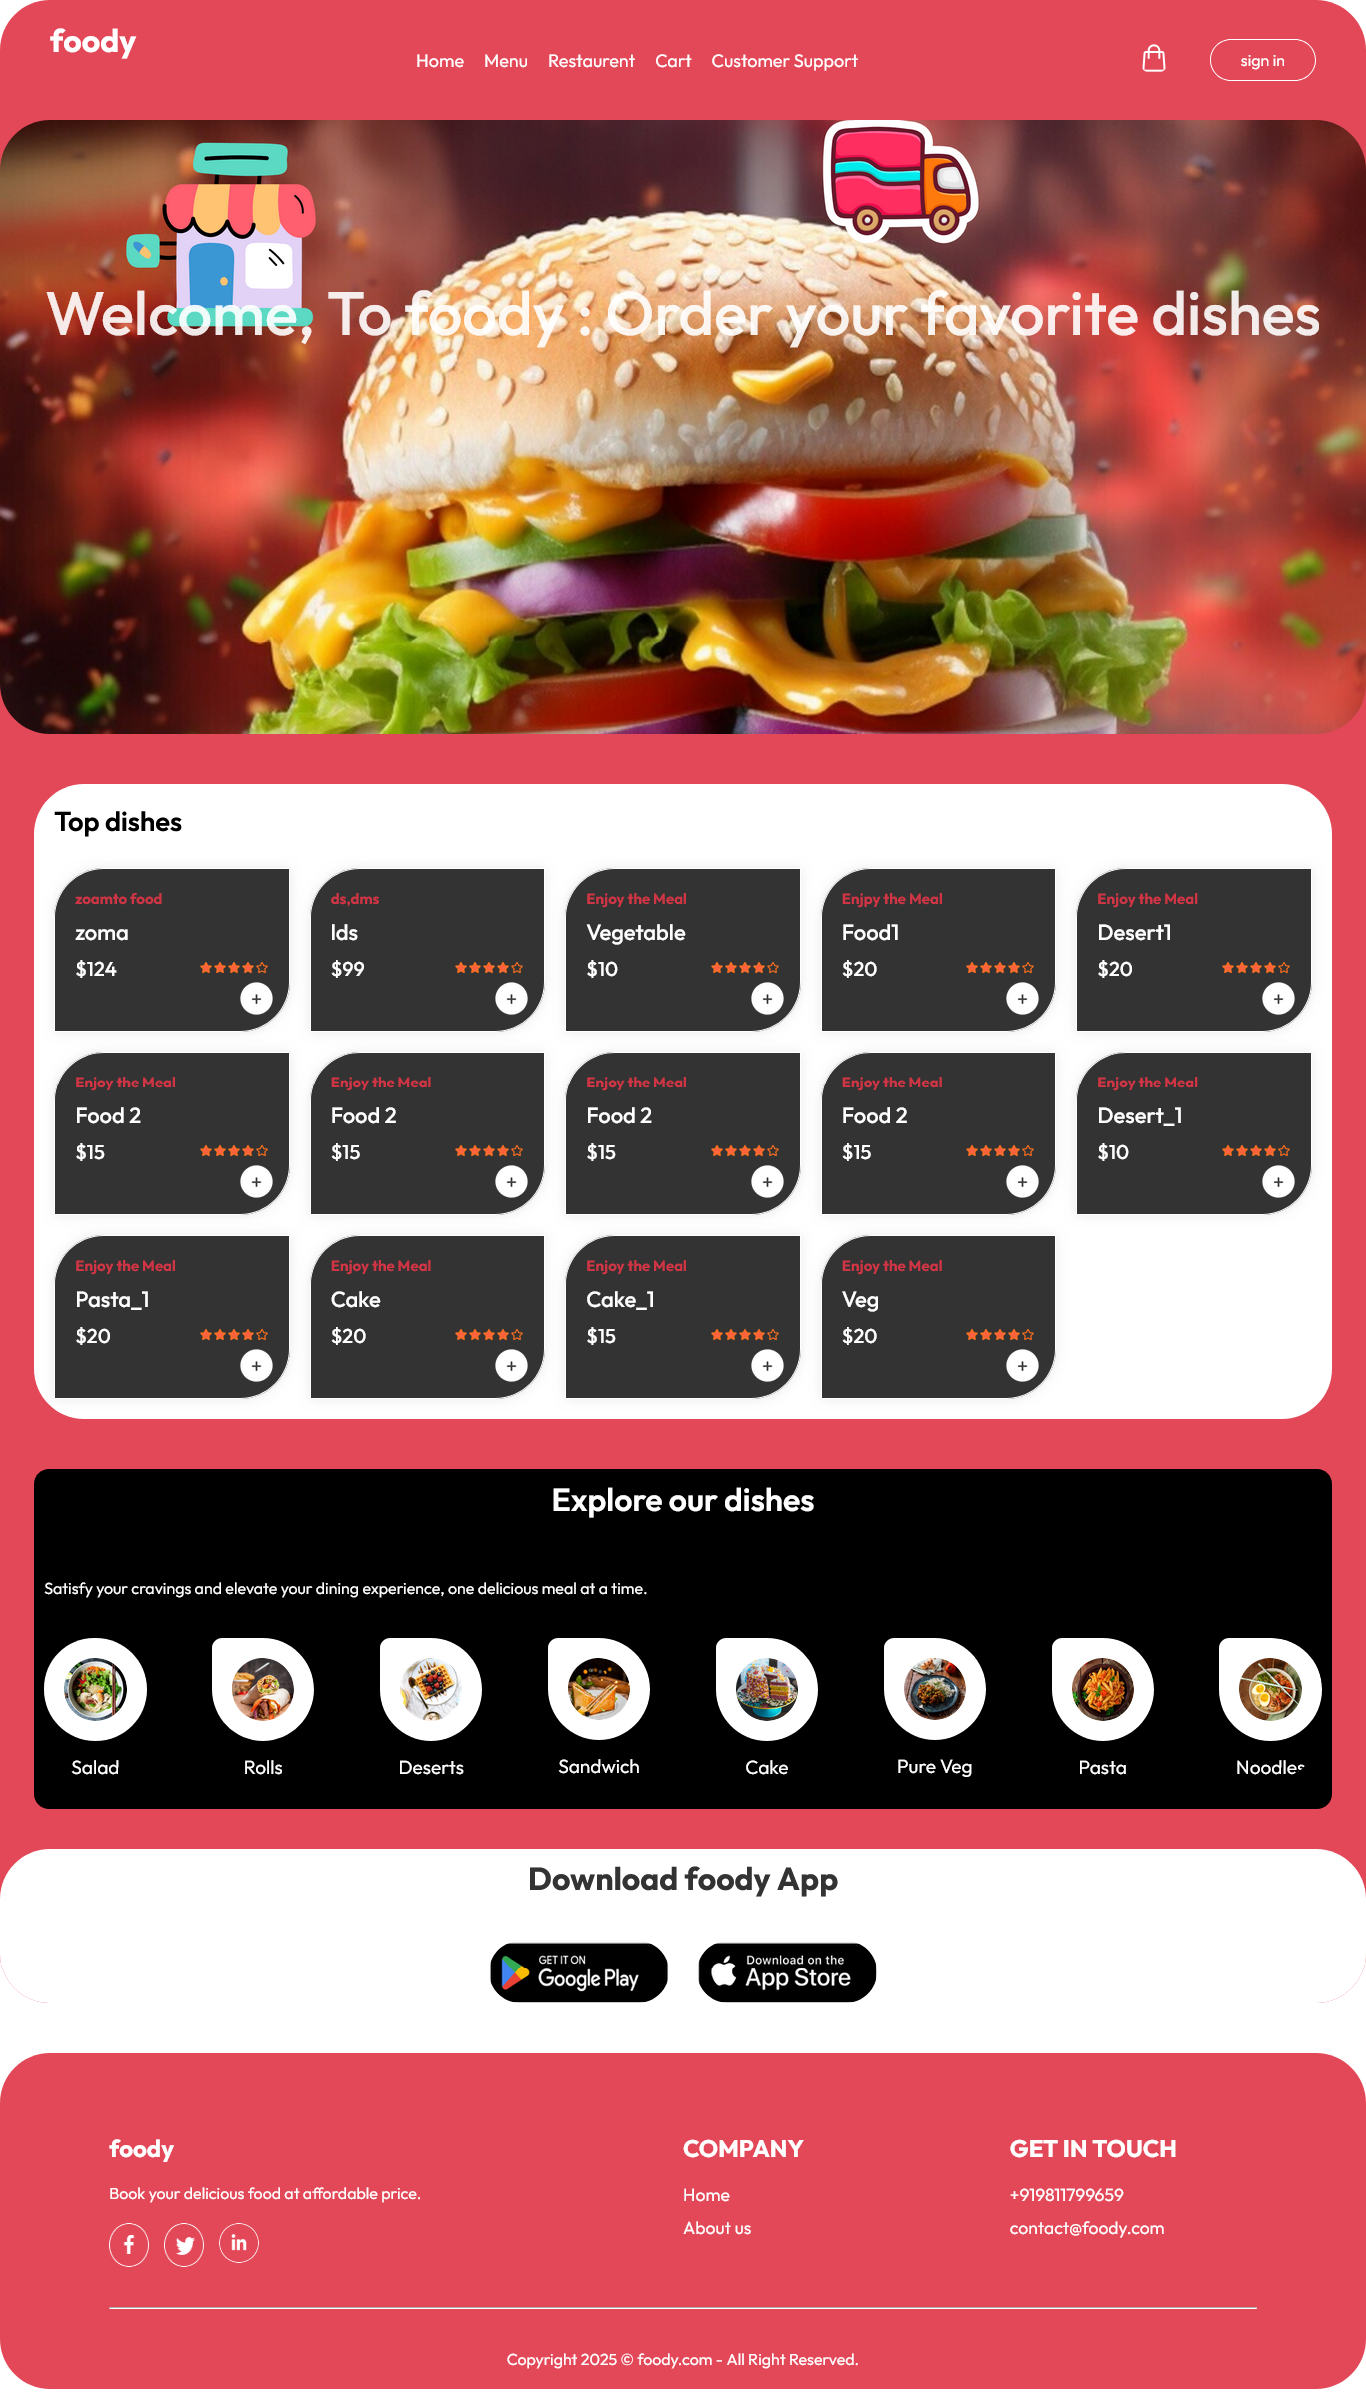 foody
Home Menu Restaurent Cart Customer Support
sign in
Welcome, To foody : Order your favorite dishes
Top dishes
zoamto food
zoma
$124
+
ds,dms
lds
$99
+
Enjoy the Meal
Vegetable
$10
+
Enjpy the Meal
Food1
$20
+
Enjoy the Meal
Desert1
$20
+
Enjoy the Meal
Food 2
$15
+
Enjoy the Meal
Food 2
$15
+
Enjoy the Meal
Food 2
$15
+
Enjoy the Meal
Food 2
$15
+
Enjoy the Meal
Desert_1
$10
+
Enjoy the Meal
Pasta_1
$20
+
Enjoy the Meal
Cake
$20
+
Enjoy the Meal
Cake_1
$15
+
Enjoy the Meal
Veg
$20
+
Explore our dishes
Satisfy your cravings and elevate your dining experience, one delicious meal at a time.
Salad
Rolls
Deserts
Sandwich
Cake
Pure Veg
Pasta
Noodles
Download foody App
GET IT ON
Google Play
Download on the
App Store
foody
Book your delicious food at affordable price.
f
in
COMPANY
Home
About us
GET IN TOUCH
+919811799659
contact@foody.com
Copyright 2025 © foody.com - All Right Reserved.